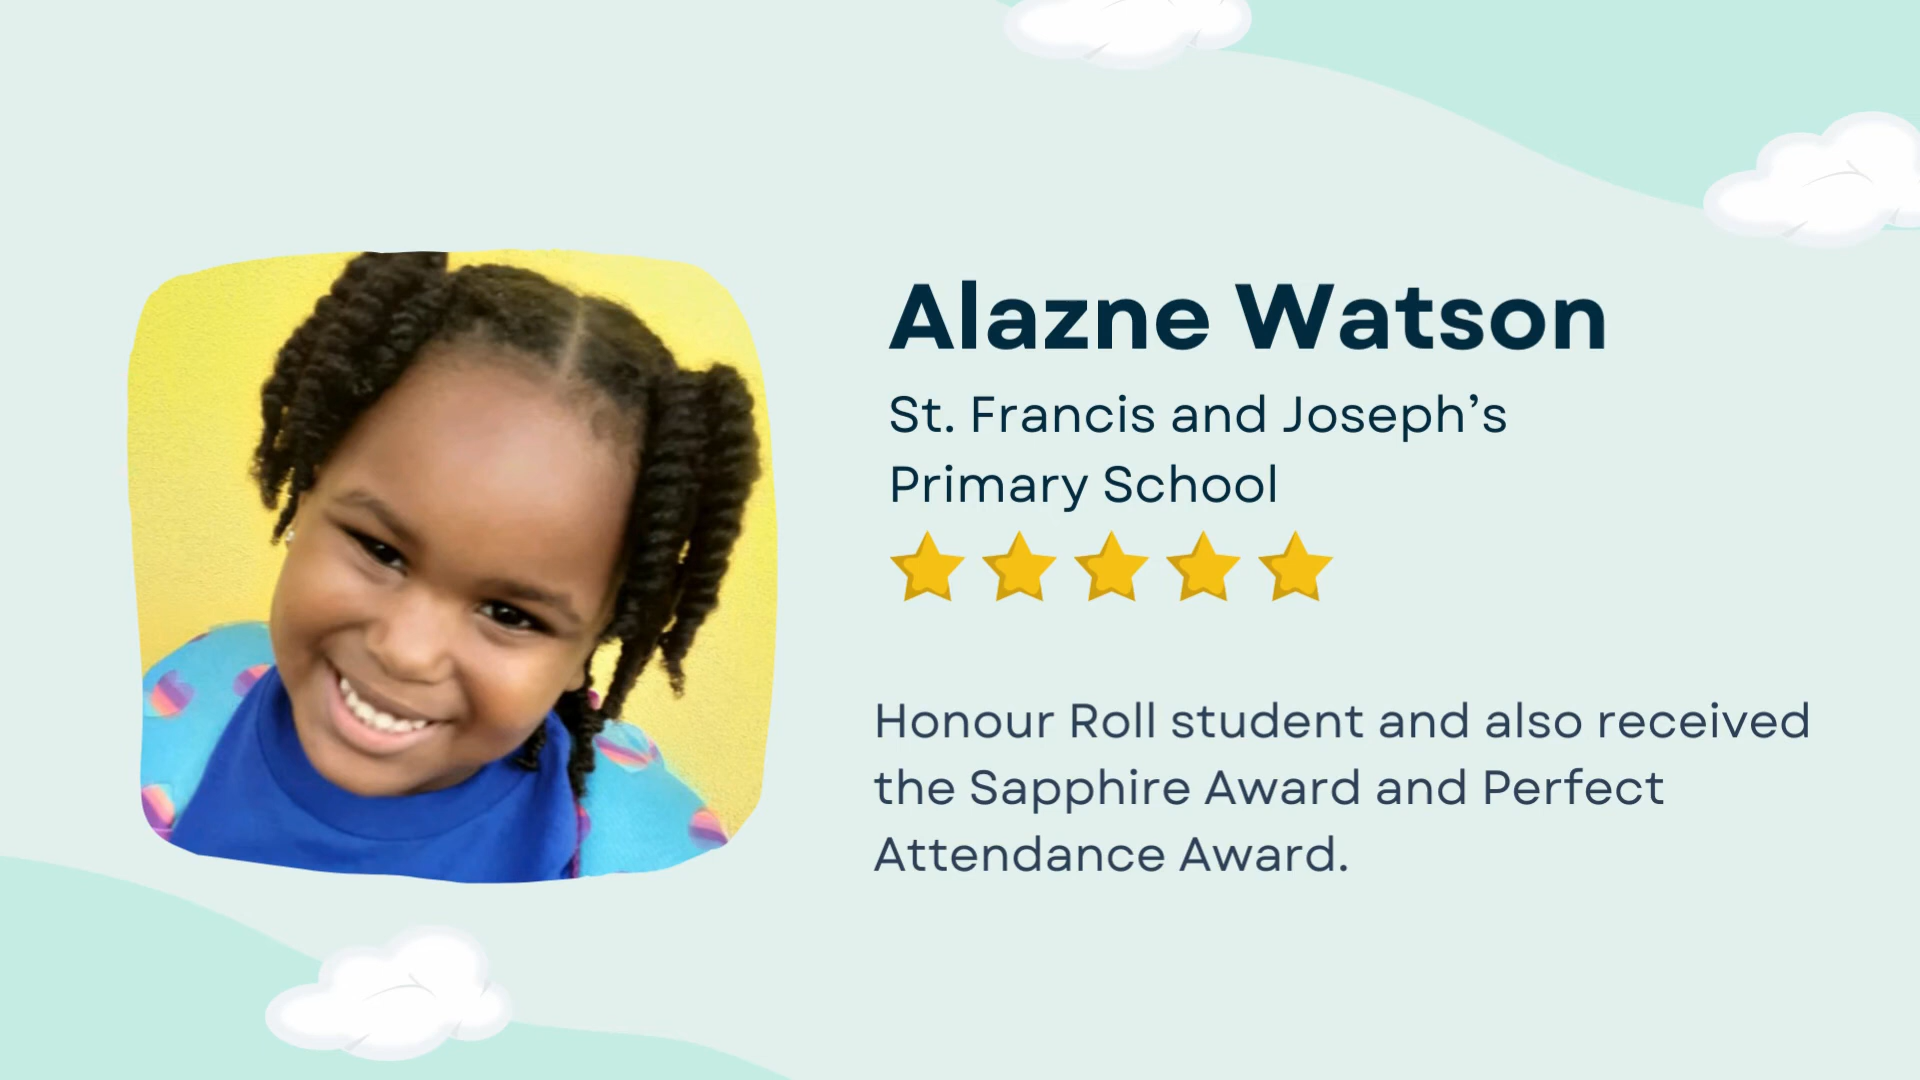 Alazne Watson
St. Francis and Joseph’s
Primary School
Honour Roll student and also received
the Sapphire Award and Perfect
Attendance Award.